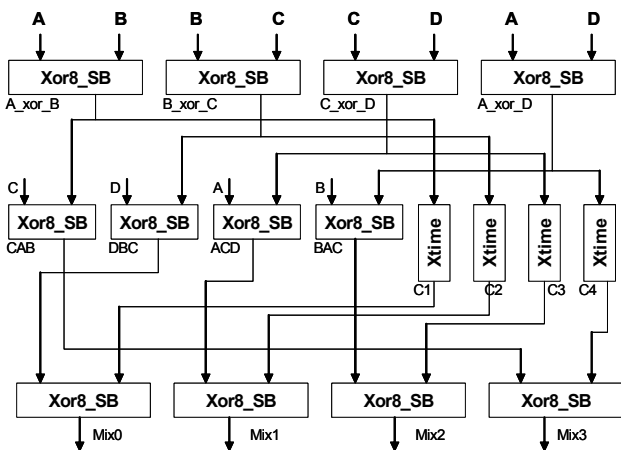 A B B C C D A D
Xor8_SB Xor8_SB Xor8_SB Xor8_SB
A_xor_B B_xor_C C_xor_D A_xor_D
C D A B
Xor8_SB Xor8_SB Xor8_SB Xor8_SB Xtime Xtime Xtime Xtime
CAB DBC ACD BAC C1 C2 C3 C4
Xor8_SB Xor8_SB Xor8_SB Xor8_SB
Mix0 Mix1 Mix2 Mix3